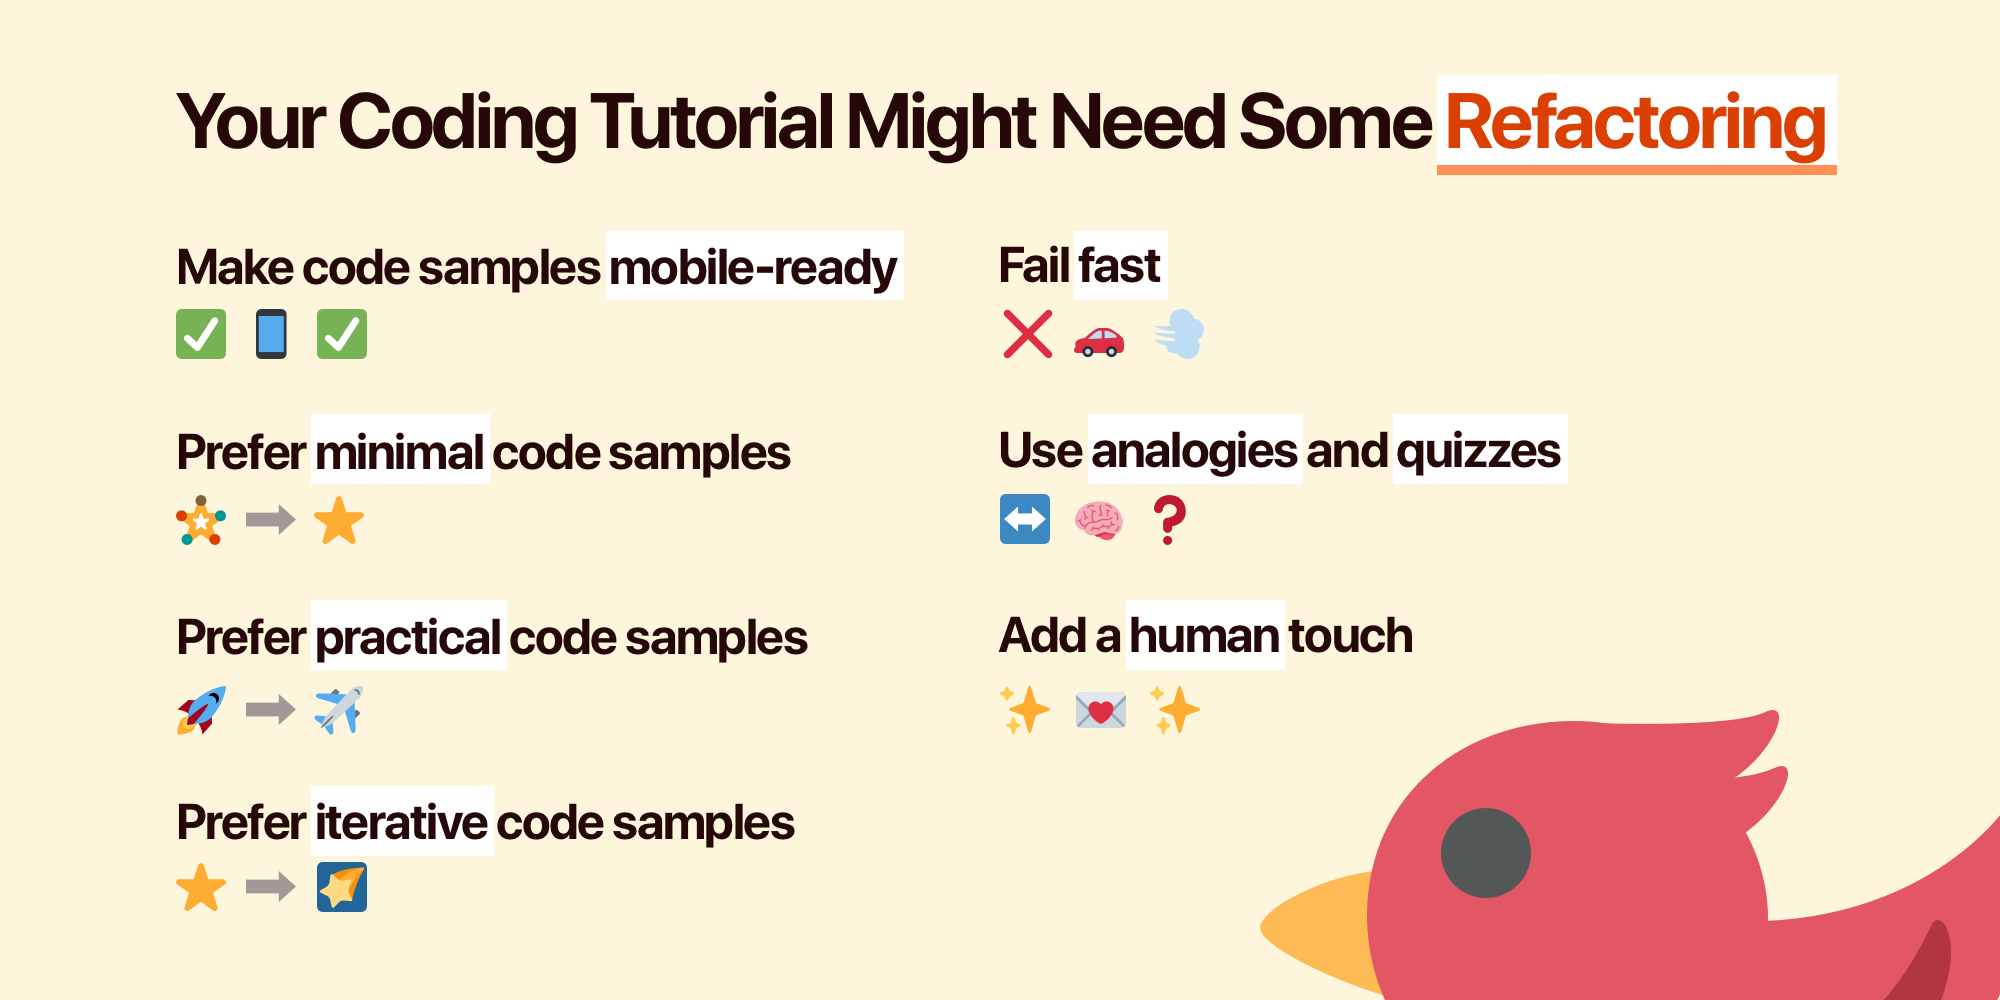 Your Coding Tutorial Might Need Some Refactoring
Make code samples mobile-ready
Prefer minimal code samples
Prefer practical code samples
Prefer iterative code samples
Fail fast
Use analogies and quizzes
Add a human touch